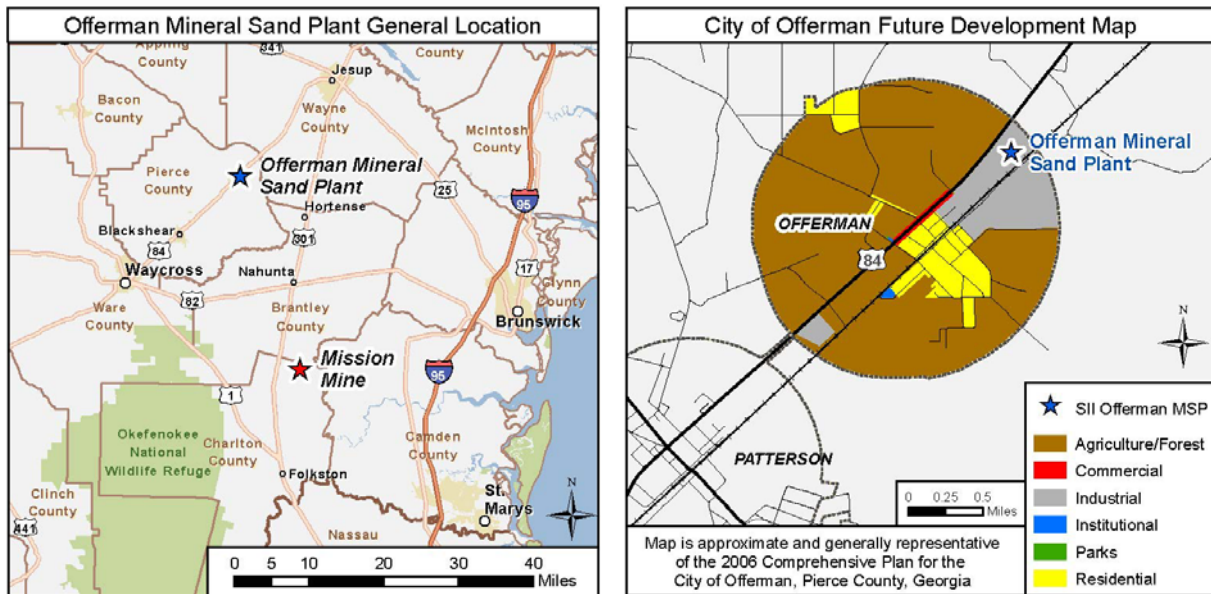 Offerman Mineral Sand Plant General Location
341
County
Appling
County
Jesup
Bacon
County
Wayne
County
McIntosh
County
Offerman Mineral
Sand Plant
Pierce
County
25
95
Hortense
Blackshear
301
84
Waycross
Nahunta
17
Glynn
County
82
Ware
County
Brantley
County
Brunswick
Mission
Mine
95
1
Okefenokee
National
Wildlife Refuge
Charlton
County
Camden
County
Folkston
Clinch
County
St.
Marys
N
441
Nassau
0 5 10 20 30 40
Miles
City of Offerman Future Development Map
Offerman Mineral
Sand Plant
OFFERMAN
84
N
PATTERSON
0 0.25 0.5
Miles
SII Offerman MSP
Agriculture/Forest
Commercial
Industrial
Institutional
Parks
Residential
Map is approximate and generally representative
of the 2006 Comprehensive Plan for the
City of Offerman, Pierce County, Georgia